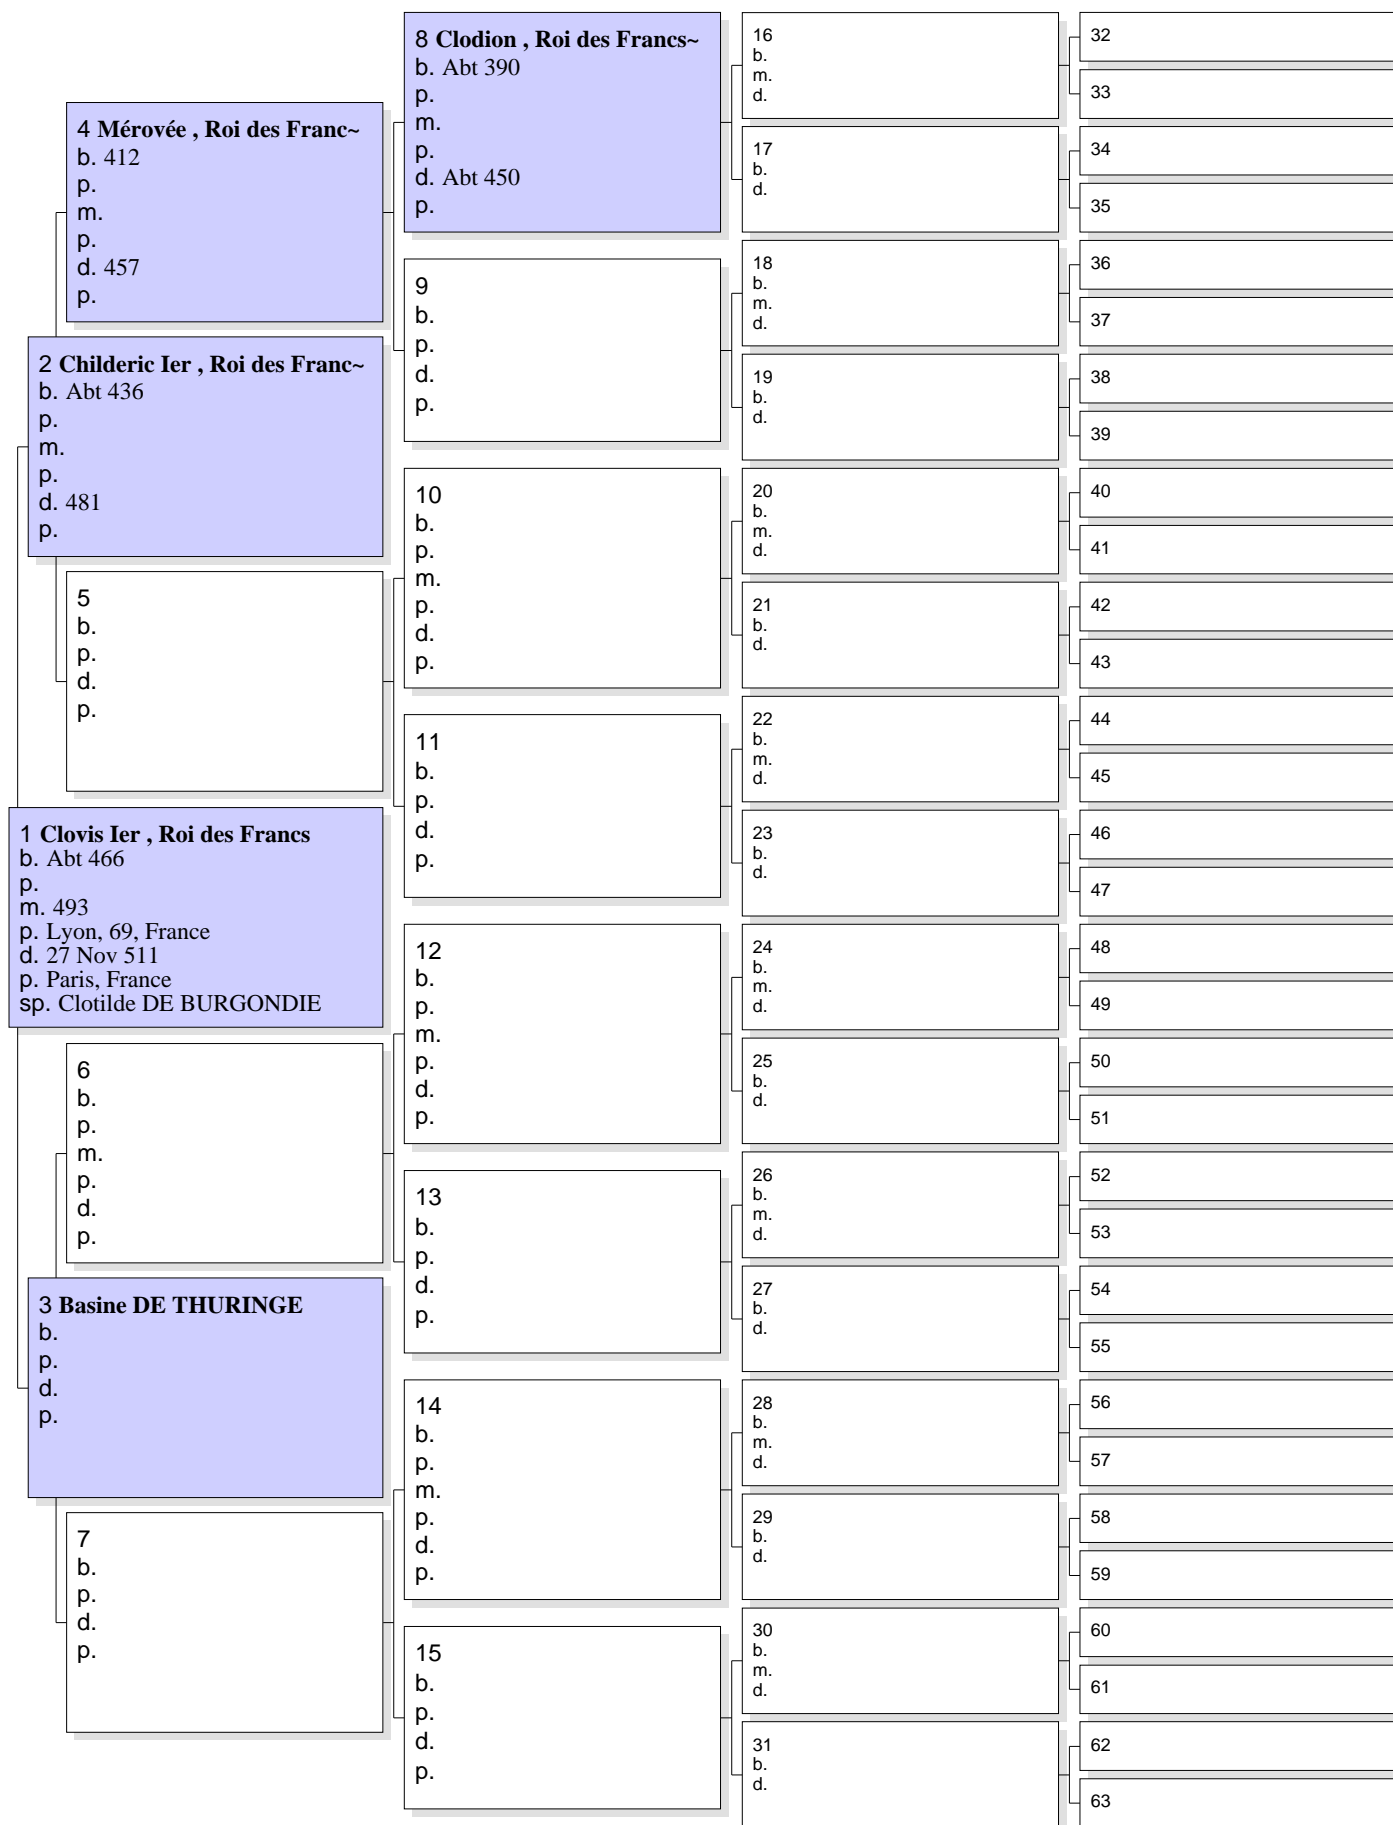 8 Clodion , Roi des Francs~
b. Abt 390
p.
m.
p.
d. Abt 450
p.
4 Mérovée , Roi des Franc~
b. 412
p.
m.
p.
d. 457
p.
9
b.
p.
d.
p.
2 Childeric Ier , Roi des Franc~
b. Abt 436
p.
m.
p.
d. 481
p.
10
b.
p.
m.
p.
d.
p.
5
b.
p.
d.
p.
11
b.
p.
d.
p.
1 Clovis Ier , Roi des Francs
b. Abt 466
p.
m. 493
p. Lyon, 69, France
d. 27 Nov 511
p. Paris, France
sp. Clotilde DE BURGONDIE
12
b.
p.
m.
p.
d.
p.
6
b.
p.
m.
p.
d.
p.
13
b.
p.
d.
p.
3 Basine DE THURINGE
b.
p.
d.
p.
14
b.
p.
m.
p.
d.
p.
7
b.
p.
d.
p.
15
b.
p.
d.
p.
16
b.
m.
d.
17
b.
d.
18
b.
m.
d.
19
b.
d.
20
b.
m.
d.
21
b.
d.
22
b.
m.
d.
23
b.
d.
24
b.
m.
d.
25
b.
d.
26
b.
m.
d.
27
b.
d.
28
b.
m.
d.
29
b.
d.
30
b.
m.
d.
31
b.
d.
32
33
34
35
36
37
38
39
40
41
42
43
44
45
46
47
48
49
50
51
52
53
54
55
56
57
58
59
60
61
62
63